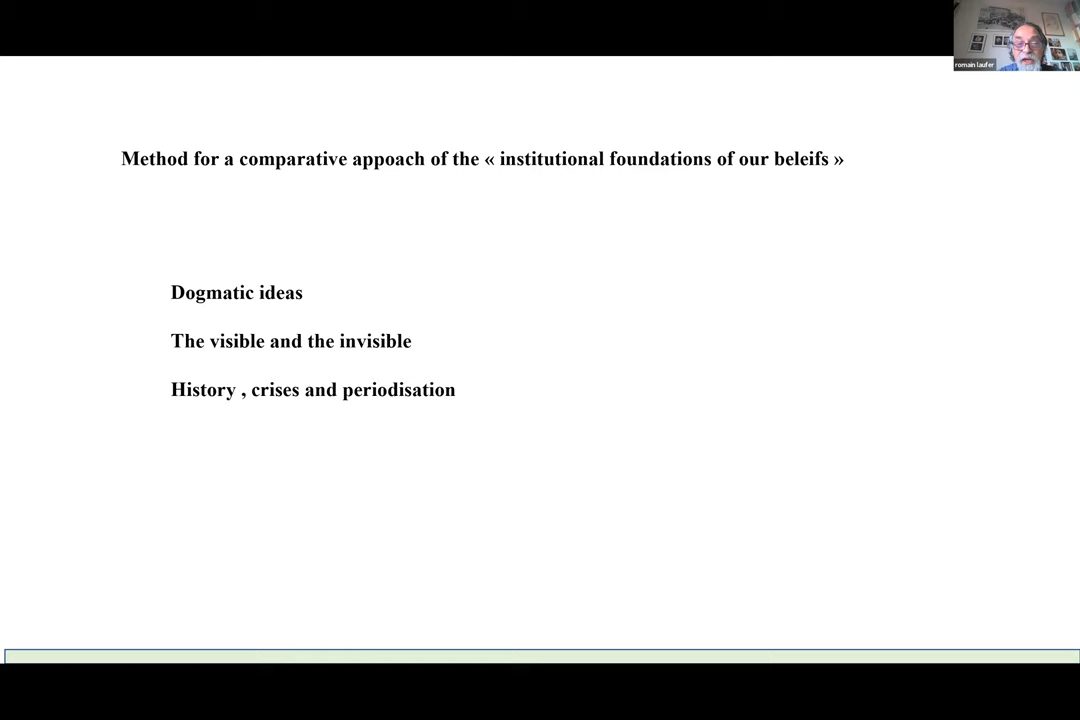 romain laufer
Method for a comparative appoach of the « institutional foundations of our beleifs »
Dogmatic ideas
The visible and the invisible
History , crises and periodisation